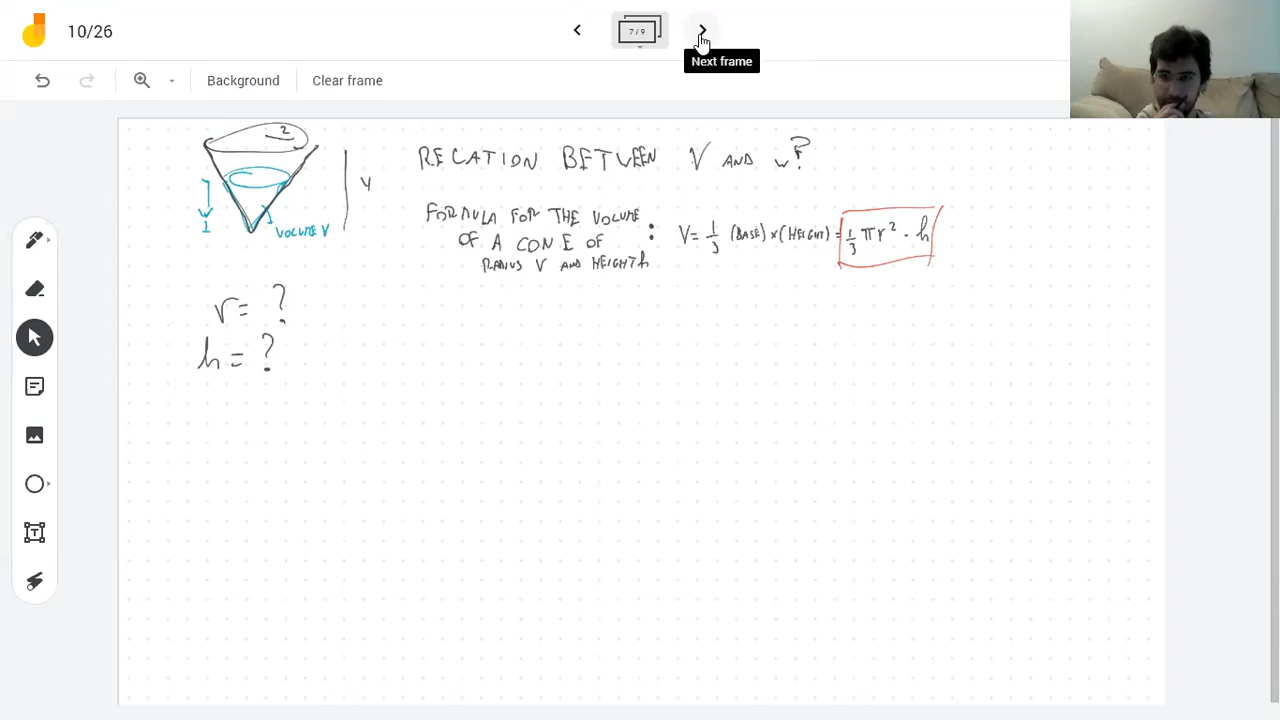 10/26
7 / 9
Next frame
Background
Clear frame
2
4
1
VOLUME V
RELATION BETWEEN V AND w?
FORMULA FOR THE VOLUME
OF A CONE OF
RADIUS r AND HEIGHT h
: V = 1/3 (BASE) x (HEIGHT) = 1/3 πr² · h
r = ?
h = ?